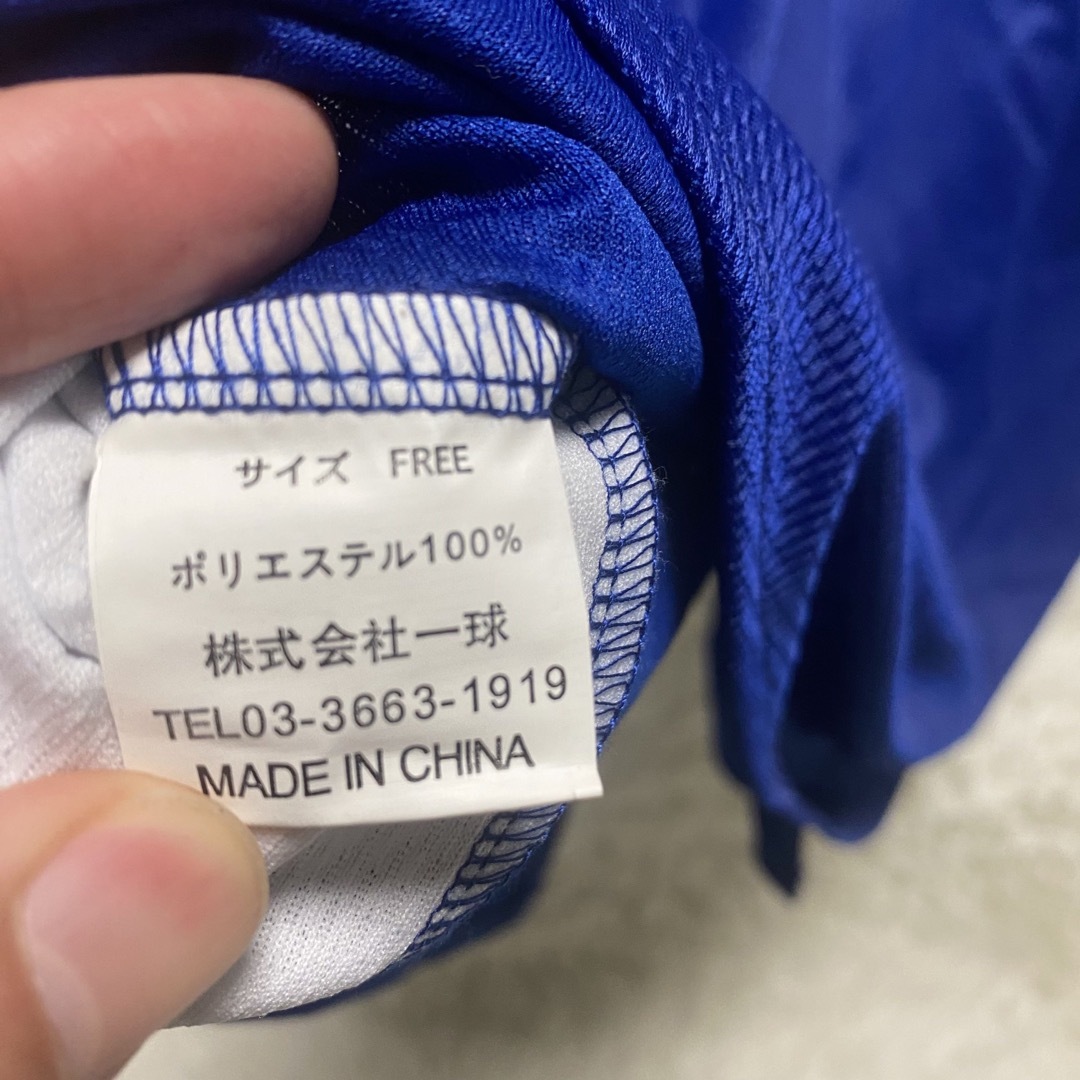 サイズ FREE
ポリエステル100%
株式会社一球
TEL03-3663-1919
MADE IN CHINA